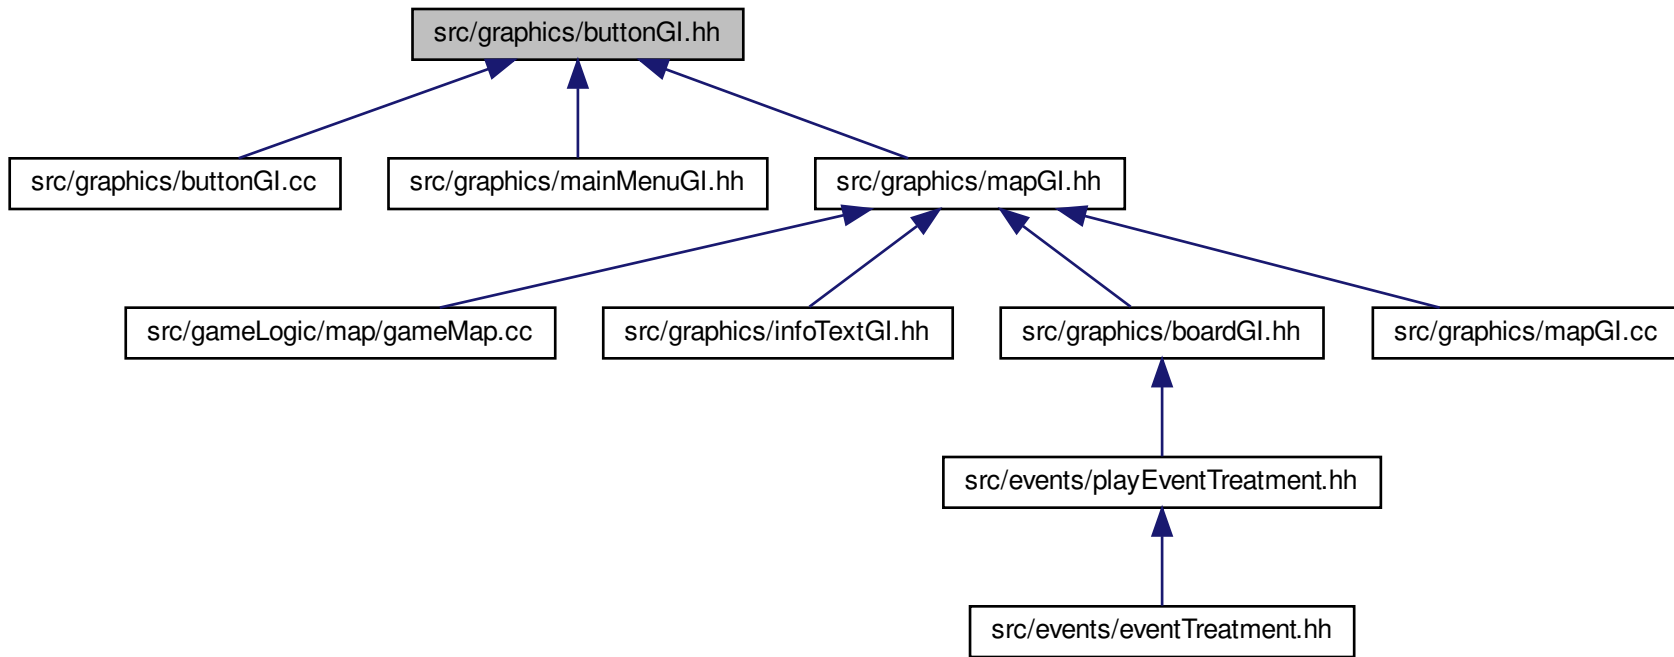 src/graphics/buttonGI.hh
src/graphics/buttonGI.cc
src/graphics/mainMenuGI.hh
src/graphics/mapGI.hh
src/gameLogic/map/gameMap.cc
src/graphics/infoTextGI.hh
src/graphics/boardGI.hh
src/graphics/mapGI.cc
src/events/playEventTreatment.hh
src/events/eventTreatment.hh